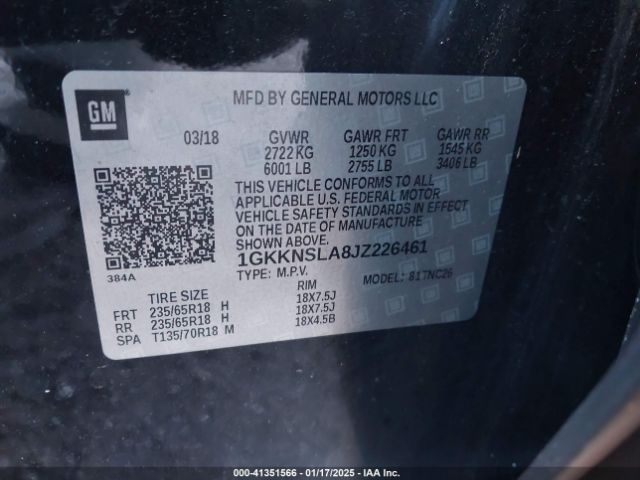 GM
MFD BY GENERAL MOTORS LLC
03/18 GVWR GAWR FRT GAWR RR
2722 KG 1250 KG 1545 KG
6001 LB 2755 LB 3406 LB
THIS VEHICLE CONFORMS TO ALL
APPLICABLE U.S. FEDERAL MOTOR
VEHICLE SAFETY STANDARDS IN EFFECT
ON THE DATE OF MANUFACTURE
SHOWN ABOVE.
1GKKNSLA8JZ226461
384A
TYPE: M.P.V. MODEL: 81TNC26
TIRE SIZE RIM
FRT 235/65R18 H 18X7.5J
RR 235/65R18 H 18X7.5J
SPA T135/70R18 M 18X4.5B
000-41351566 — 01/17/2025 — IAA Inc.